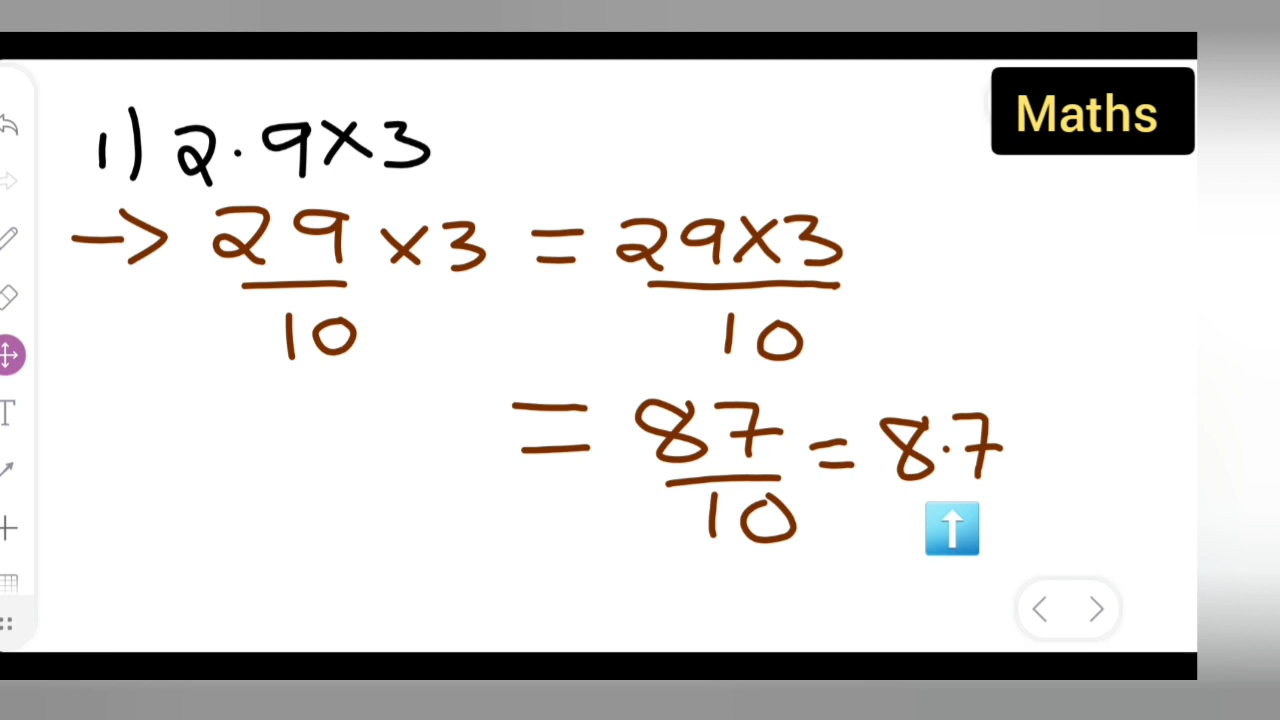 Maths
1) 2.9×3
→ 29/10 ×3 = 29×3/10
= 87/10 = 8.7